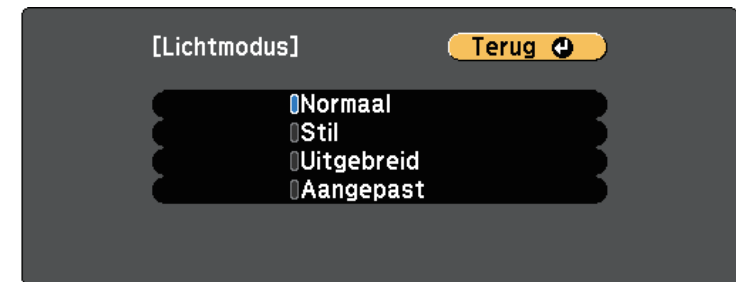 [Lichtmodus] Terug
Normaal
Stil
Uitgebreid
Aangepast